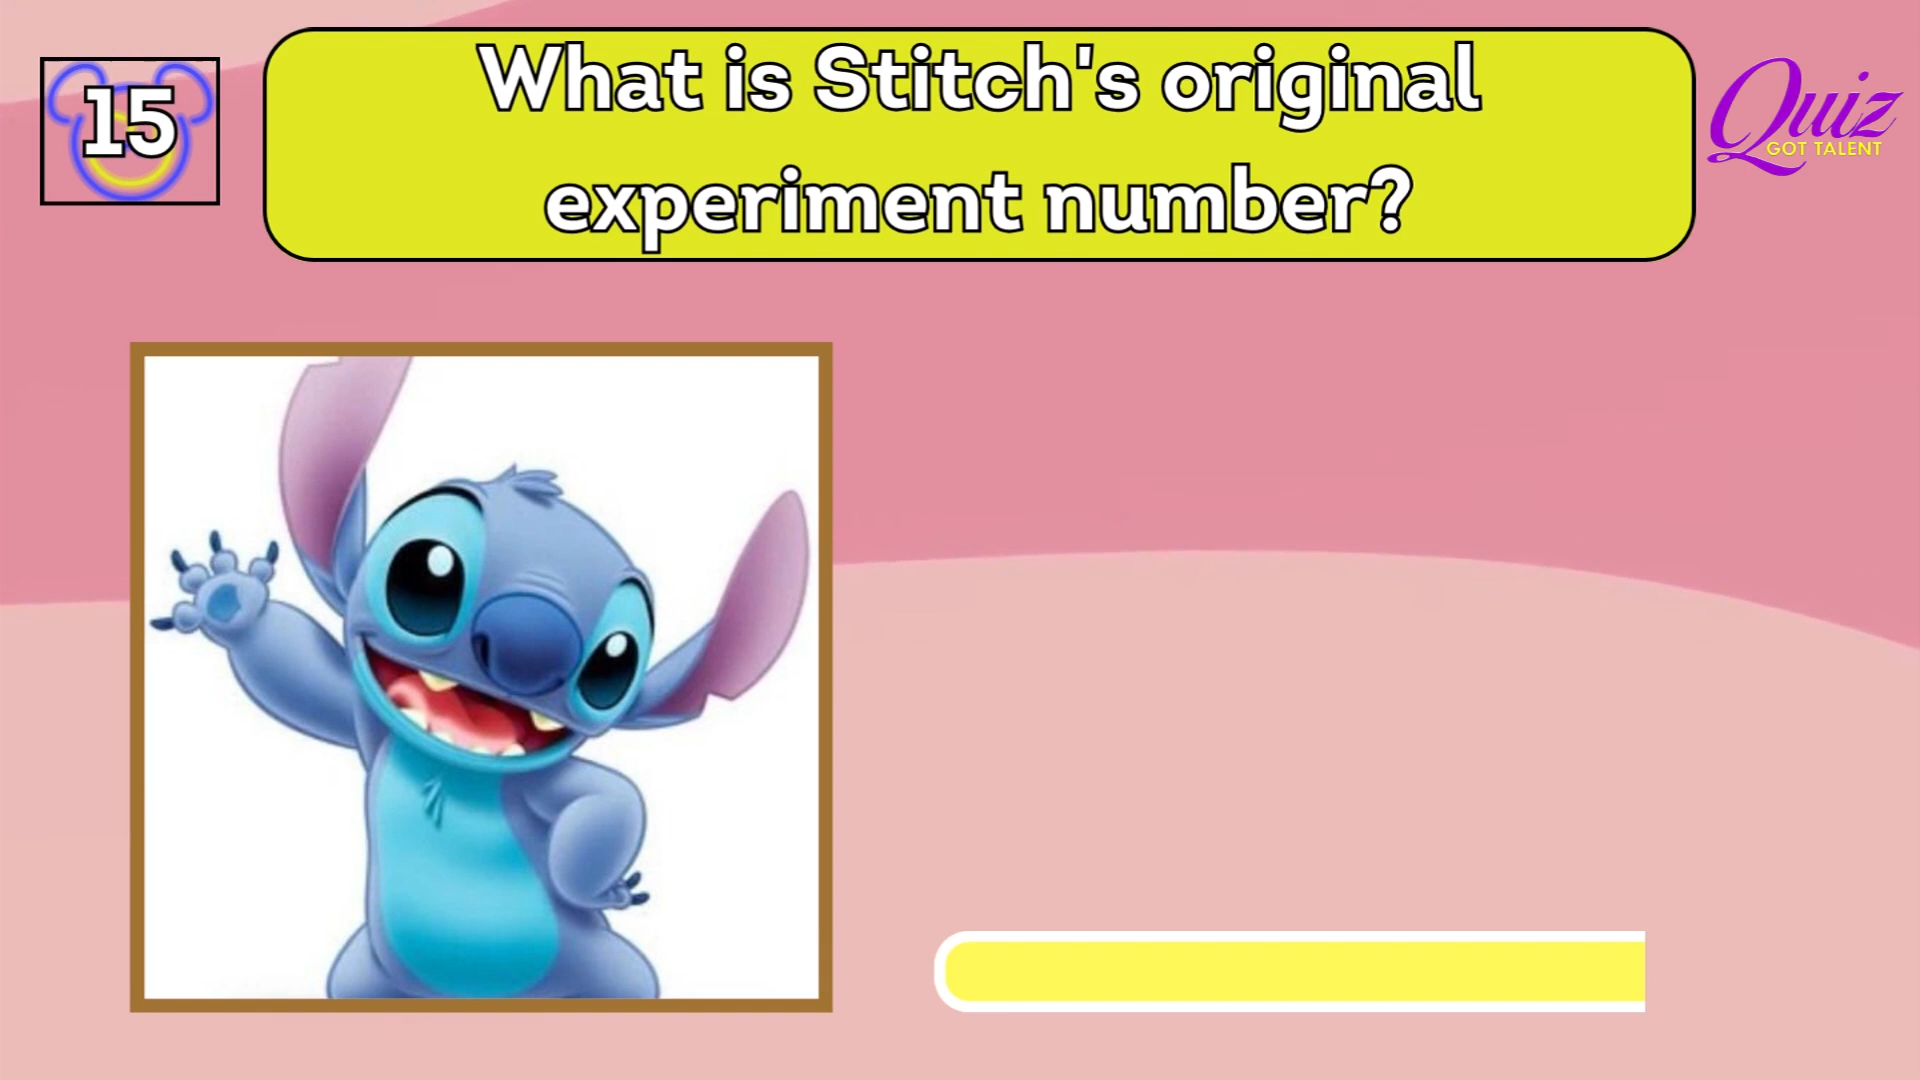 15
What is Stitch's original
experiment number?
Quiz
GOT TALENT